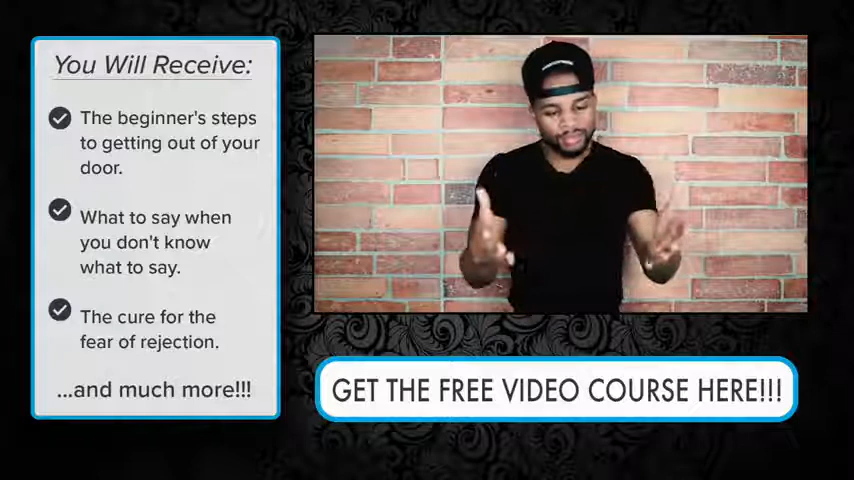 You Will Receive:
The beginner's steps
to getting out of your
door.
What to say when
you don't know
what to say.
The cure for the
fear of rejection.
...and much more!!!
GET THE FREE VIDEO COURSE HERE!!!